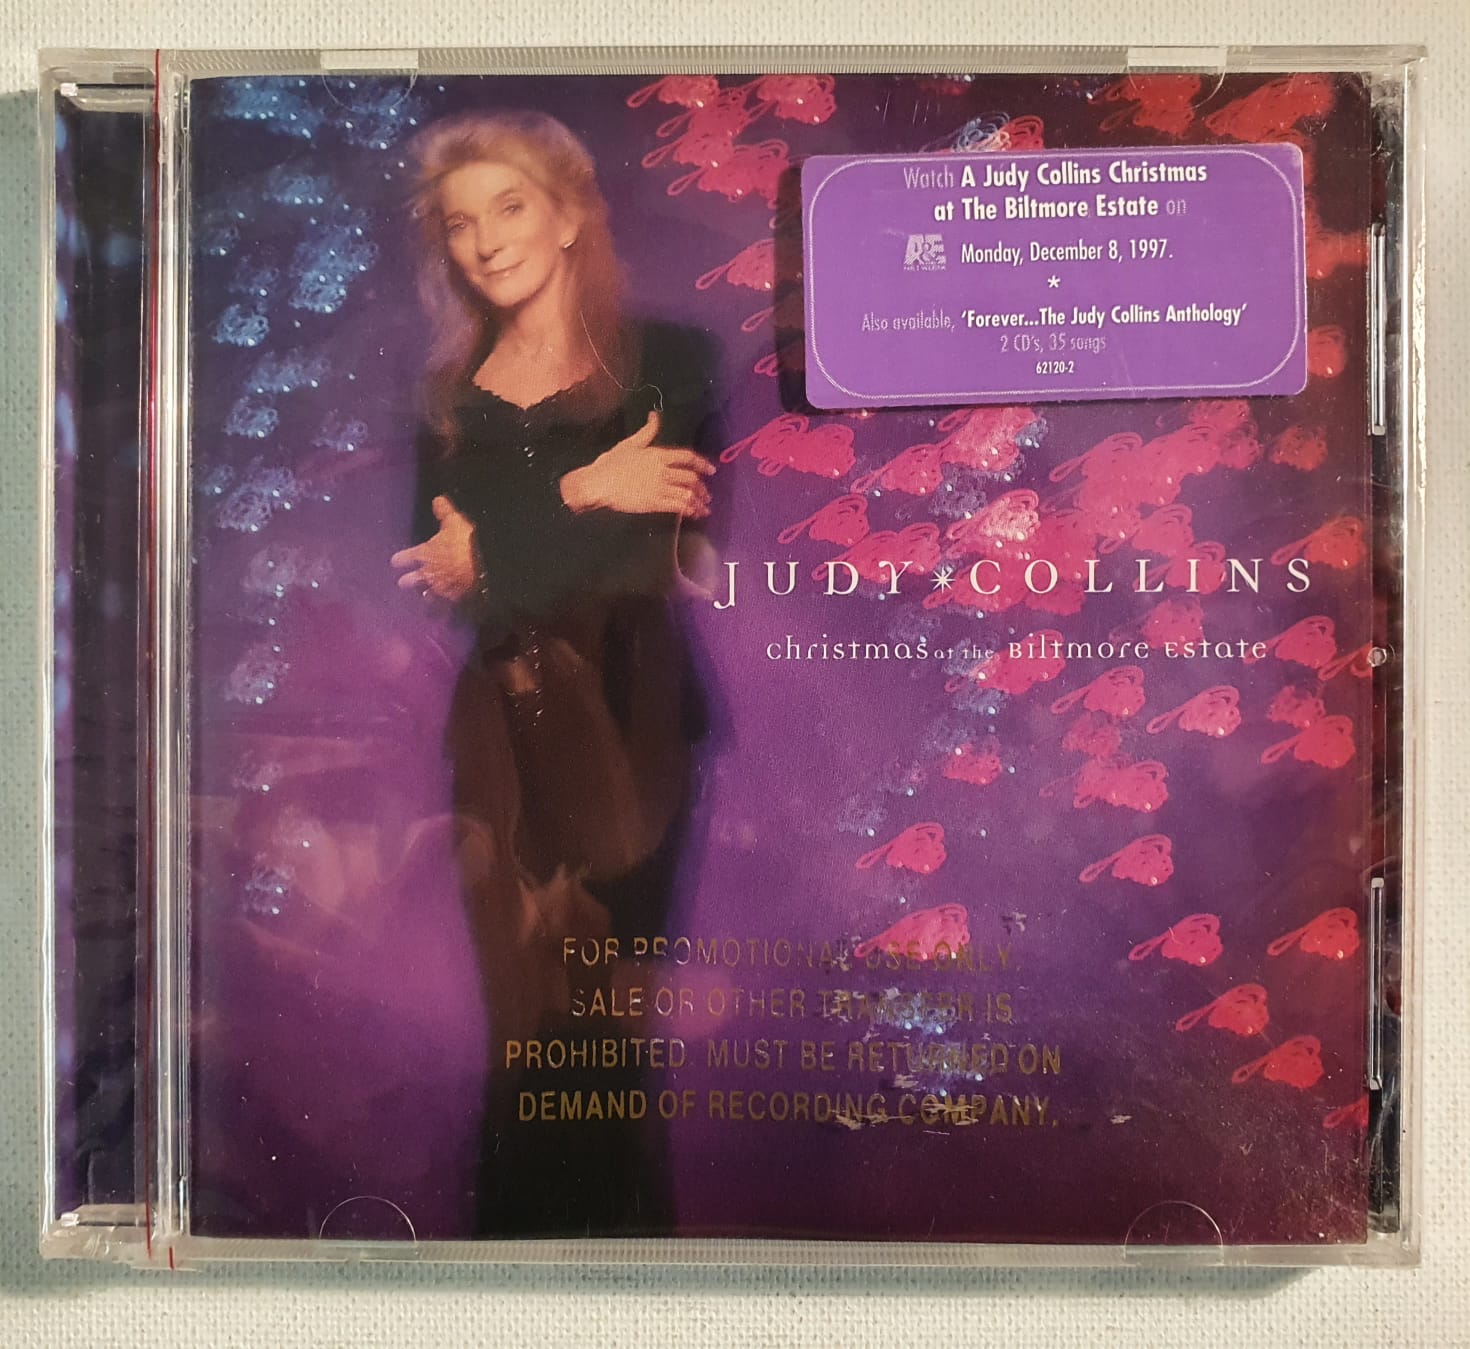 Watch A Judy Collins Christmas
at The Biltmore Estate on
A&E
NETWORK
Monday, December 8, 1997.
*
Also available, 'Forever...The Judy Collins Anthology'
2 CD's, 35 songs
62120-2
JUDY*COLLINS
christmas at the Biltmore Estate
FOR PROMOTIONAL USE ONLY.
SALE OR OTHER TRANSFER IS
PROHIBITED. MUST BE RETURNED ON
DEMAND OF RECORDING COMPANY.